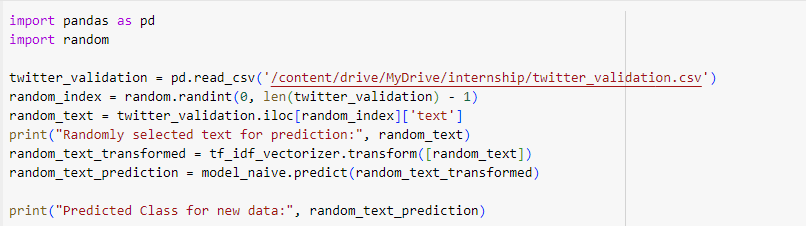 import pandas as pd
import random
twitter_validation = pd.read_csv('/content/drive/MyDrive/internship/twitter_validation.csv')
random_index = random.randint(0, len(twitter_validation) - 1)
random_text = twitter_validation.iloc[random_index]['text']
print("Randomly selected text for prediction:", random_text)
random_text_transformed = tf_idf_vectorizer.transform([random_text])
random_text_prediction = model_naive.predict(random_text_transformed)
print("Predicted Class for new data:", random_text_prediction)